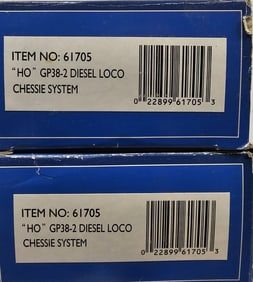 ITEM NO: 61705
"HO" GP38-2 DIESEL LOCO
CHESSIE SYSTEM
0 22899 61705 3
ITEM NO: 61705
"HO" GP38-2 DIESEL LOCO
CHESSIE SYSTEM
0 22899 61705 3